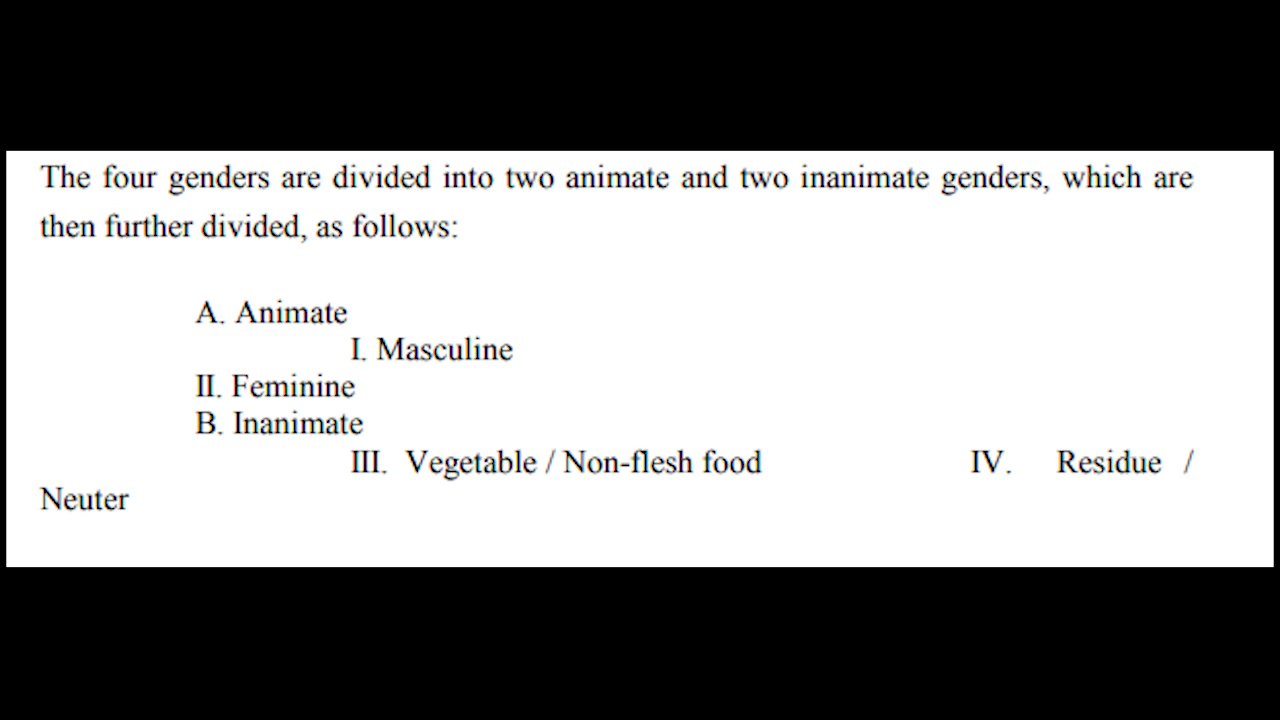 The four genders are divided into two animate and two inanimate genders, which are
then further divided, as follows:
A. Animate
I. Masculine
II. Feminine
B. Inanimate
III. Vegetable / Non-flesh food IV. Residue /
Neuter